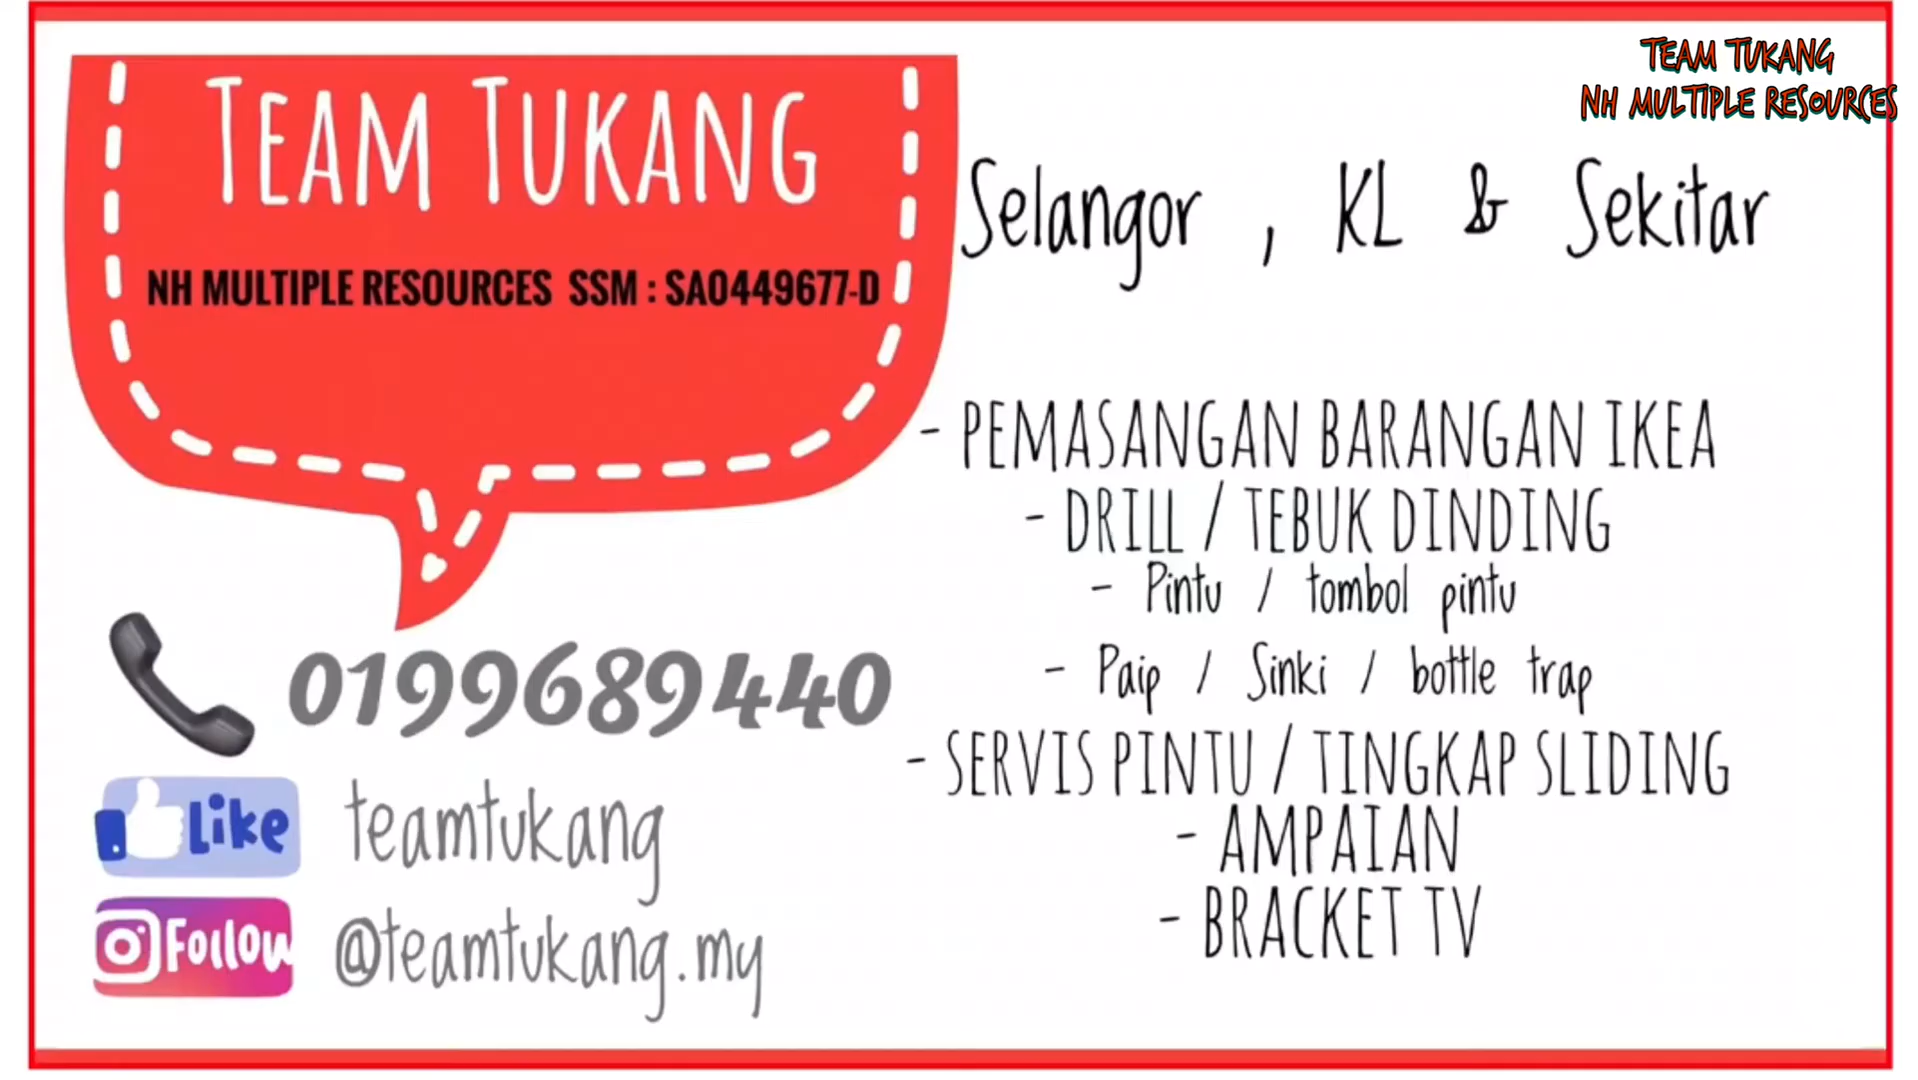 TEAM TUKANG
NH MULTIPLE RESOURCES
TEAM TUKANG
NH MULTIPLE RESOURCES SSM : SA0449677-D
Selangor , KL & Sekitar
- PEMASANGAN BARANGAN IKEA
- DRILL / TEBUK DINDING
- Pintu / tombol pintu
- Paip / Sinki / bottle trap
- SERVIS PINTU / TINGKAP SLIDING
- AMPAIAN
- BRACKET TV
0199689440
Like teamtukang
Follow @teamtukang.my